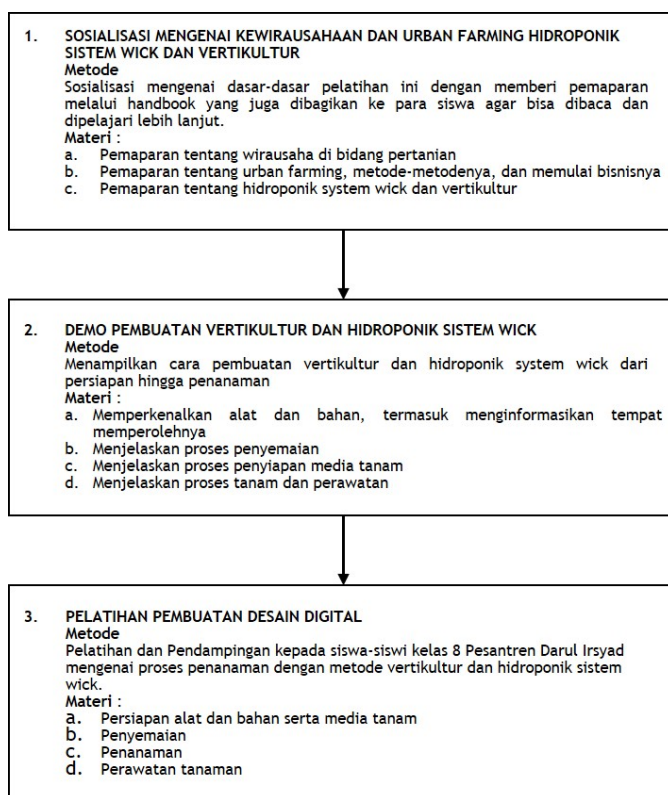 1. SOSIALISASI MENGENAI KEWIRAUSAHAAN DAN URBAN FARMING HIDROPONIK
SISTEM WICK DAN VERTIKULTUR
Metode
Sosialisasi mengenai dasar-dasar pelatihan ini dengan memberi pemaparan
melalui handbook yang juga dibagikan ke para siswa agar bisa dibaca dan
dipelajari lebih lanjut.
Materi :
a. Pemaparan tentang wirausaha di bidang pertanian
b. Pemaparan tentang urban farming, metode-metodenya, dan memulai bisnisnya
c. Pemaparan tentang hidroponik system wick dan vertikultur
2. DEMO PEMBUATAN VERTIKULTUR DAN HIDROPONIK SISTEM WICK
Metode
Menampilkan cara pembuatan vertikultur dan hidroponik system wick dari
persiapan hingga penanaman
Materi :
a. Memperkenalkan alat dan bahan, termasuk menginformasikan tempat
memperolehnya
b. Menjelaskan proses penyemaian
c. Menjelaskan proses penyiapan media tanam
d. Menjelaskan proses tanam dan perawatan
3. PELATIHAN PEMBUATAN DESAIN DIGITAL
Metode
Pelatihan dan Pendampingan kepada siswa-siswi kelas 8 Pesantren Darul Irsyad
mengenai proses penanaman dengan metode vertikultur dan hidroponik sistem
wick.
Materi :
a. Persiapan alat dan bahan serta media tanam
b. Penyemaian
c. Penanaman
d. Perawatan tanaman